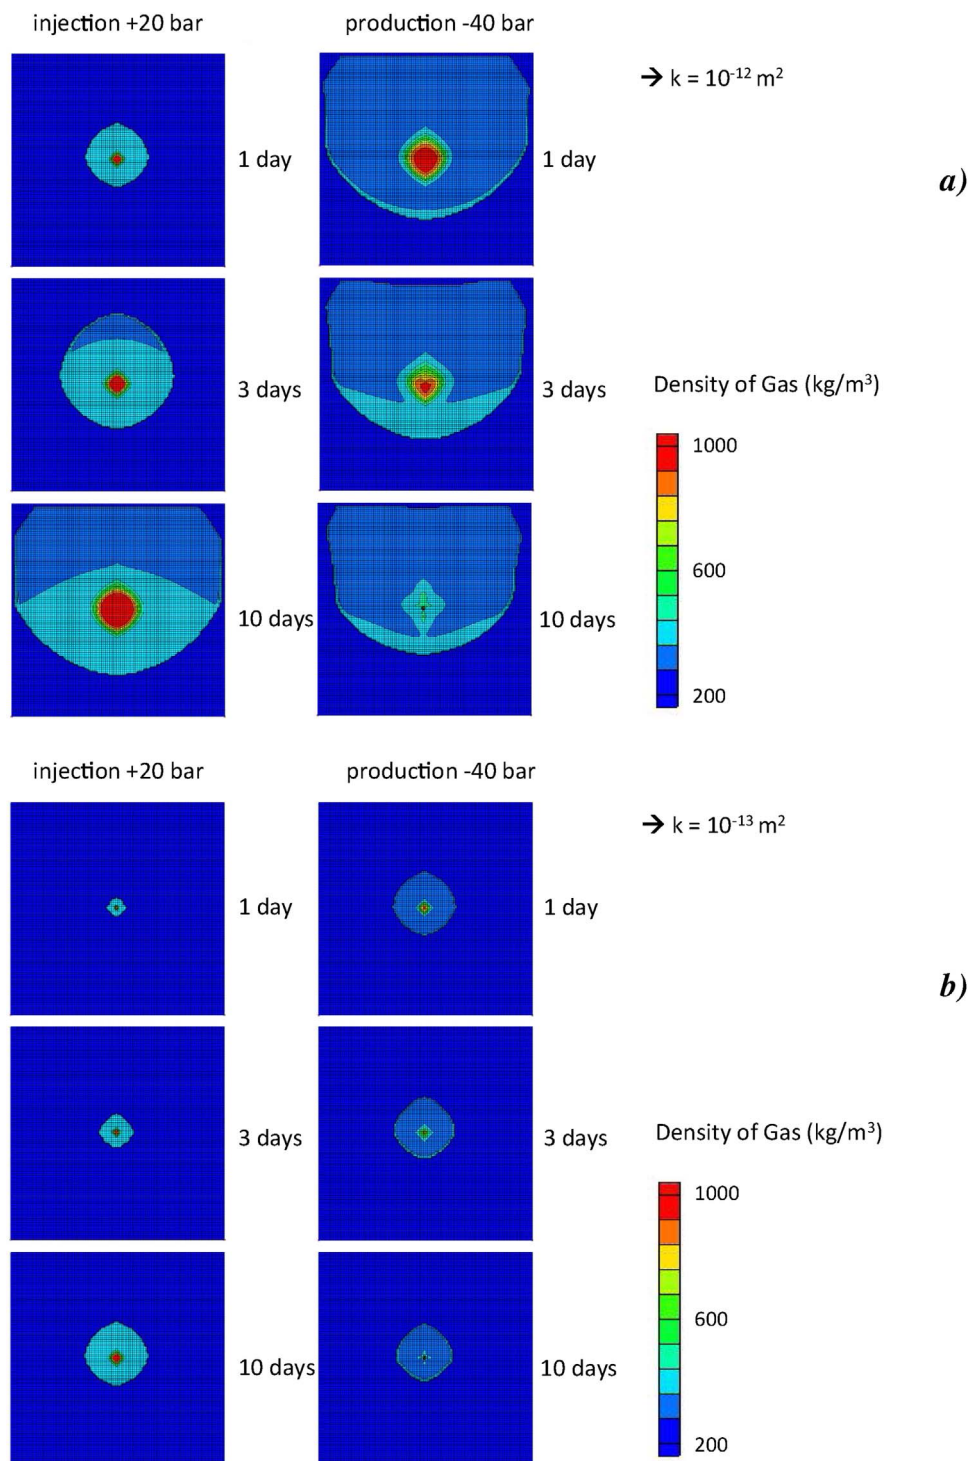 injection +20 bar
production -40 bar
→ k = 10⁻¹² m²
1 day
1 day
a)
3 days
3 days
Density of Gas (kg/m³)
1000
600
200
10 days
10 days
injection +20 bar
production -40 bar
→ k = 10⁻¹³ m²
1 day
1 day
b)
3 days
3 days
Density of Gas (kg/m³)
1000
600
200
10 days
10 days